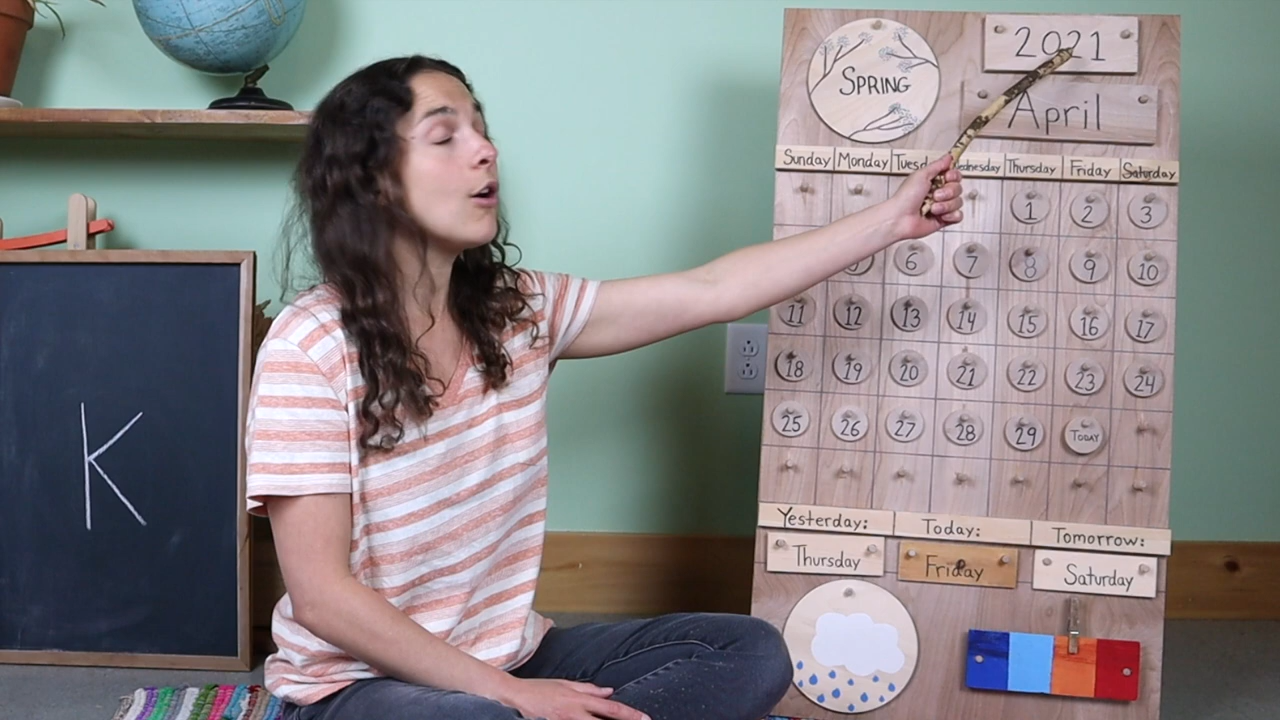 2021
SPRING
April
Sunday Monday Wednesday Thursday Friday Saturday
1 2 3
6 7 8 9 10
11 12 13 14 15 16 17
18 19 20 21 22 23 24
25 26 27 28 29 TODAY
Yesterday: Today: Tomorrow:
Thursday Friday Saturday
K